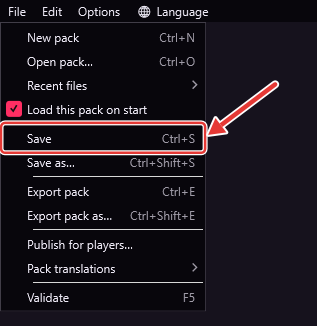 File Edit Options Language
New pack Ctrl+N
Open pack... Ctrl+O
Recent files
Load this pack on start
Save Ctrl+S
Save as... Ctrl+Shift+S
Export pack Ctrl+E
Export pack as... Ctrl+Shift+E
Publish for players...
Pack translations
Validate F5